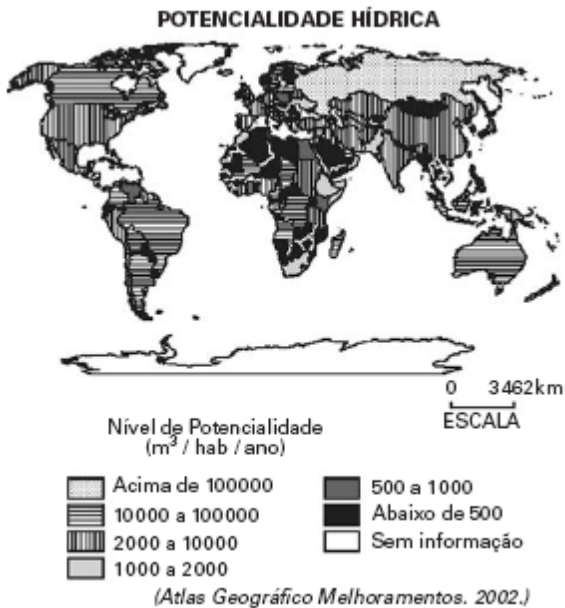 POTENCIALIDADE HÍDRICA
0 3462km
ESCALA
Nível de Potencialidade
(m³ / hab / ano)
Acima de 100000
10000 a 100000
2000 a 10000
1000 a 2000
500 a 1000
Abaixo de 500
Sem informação
(Atlas Geográfico Melhoramentos. 2002.)